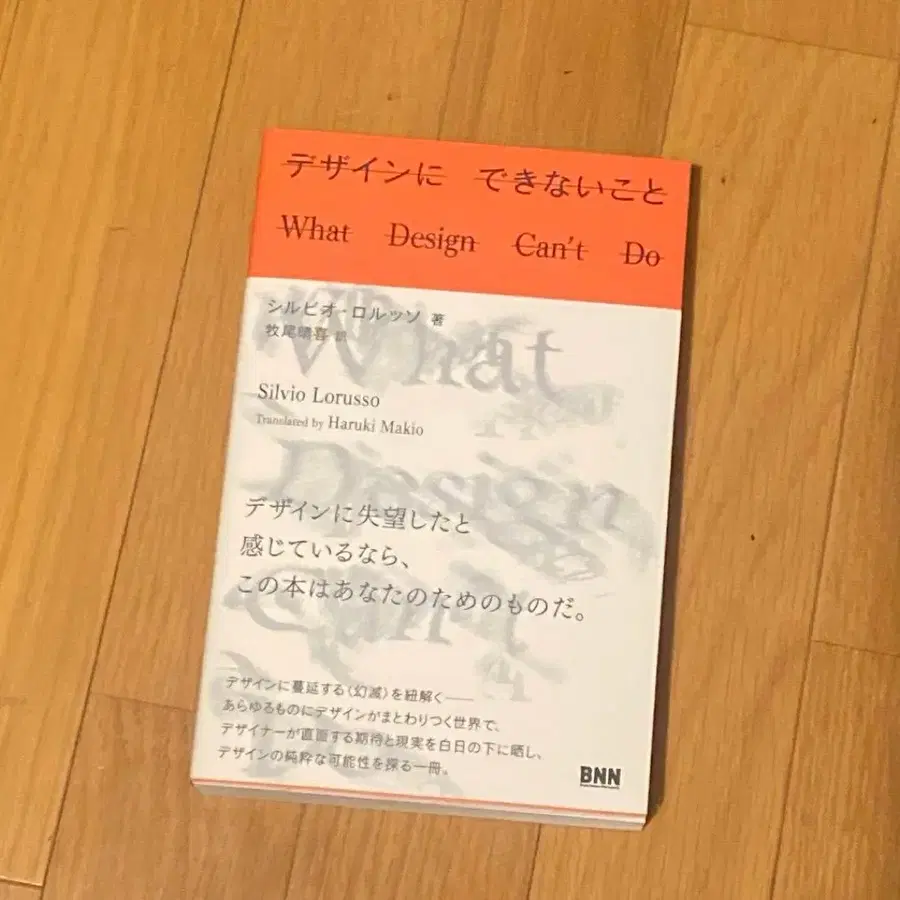 デザインに できないこと
What Design Can't Do
シルビオ・ロルッソ 著
牧尾晴喜 訳
What
Silvio Lorusso
Translated by Haruki Makio
Design
デザインに失望したと
感じているなら、
この本はあなたのためのものだ。
Can't
デザインに蔓延する〈幻滅〉を紐解く——
あらゆるものにデザインがまとわりつく世界で、
デザイナーが直面する期待と現実を白日の下に晒し、
デザインの純粋な可能性を探る一冊。
Do
BNN